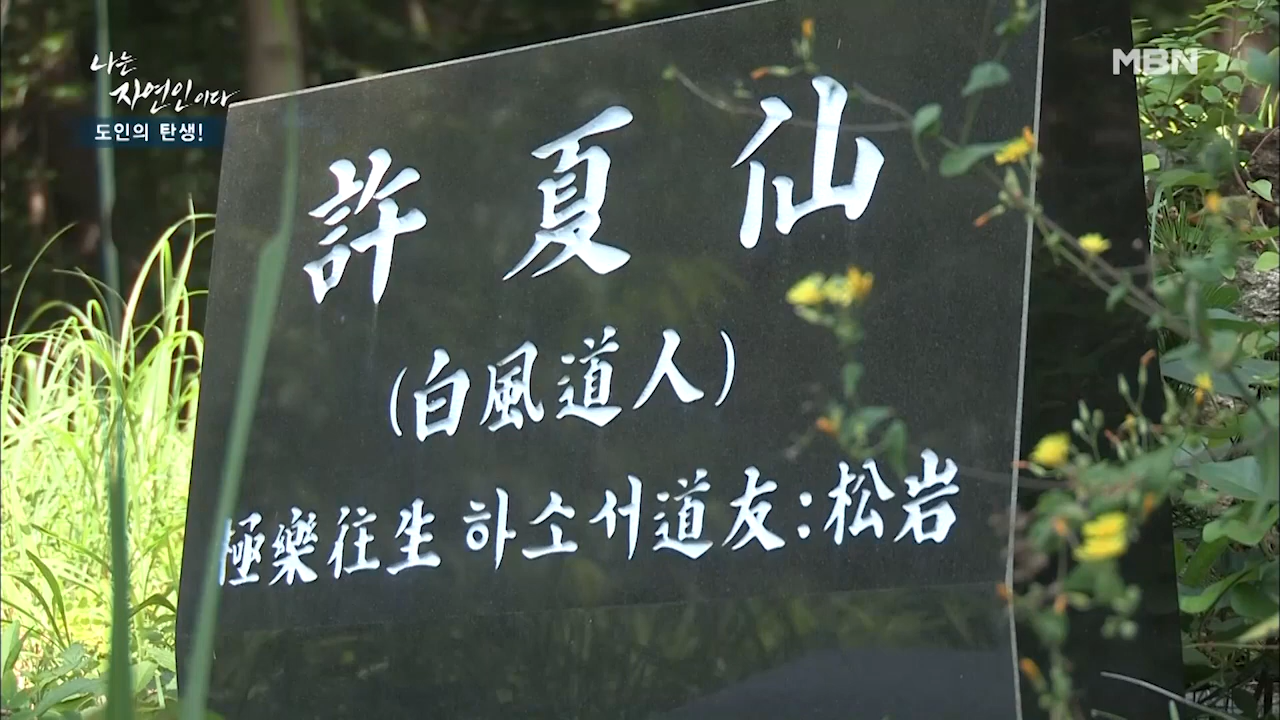 나는
자연인이다
도인의 탄생!
MBN
許夏仙
(白風道人)
極樂往生 하소서 道友:松岩